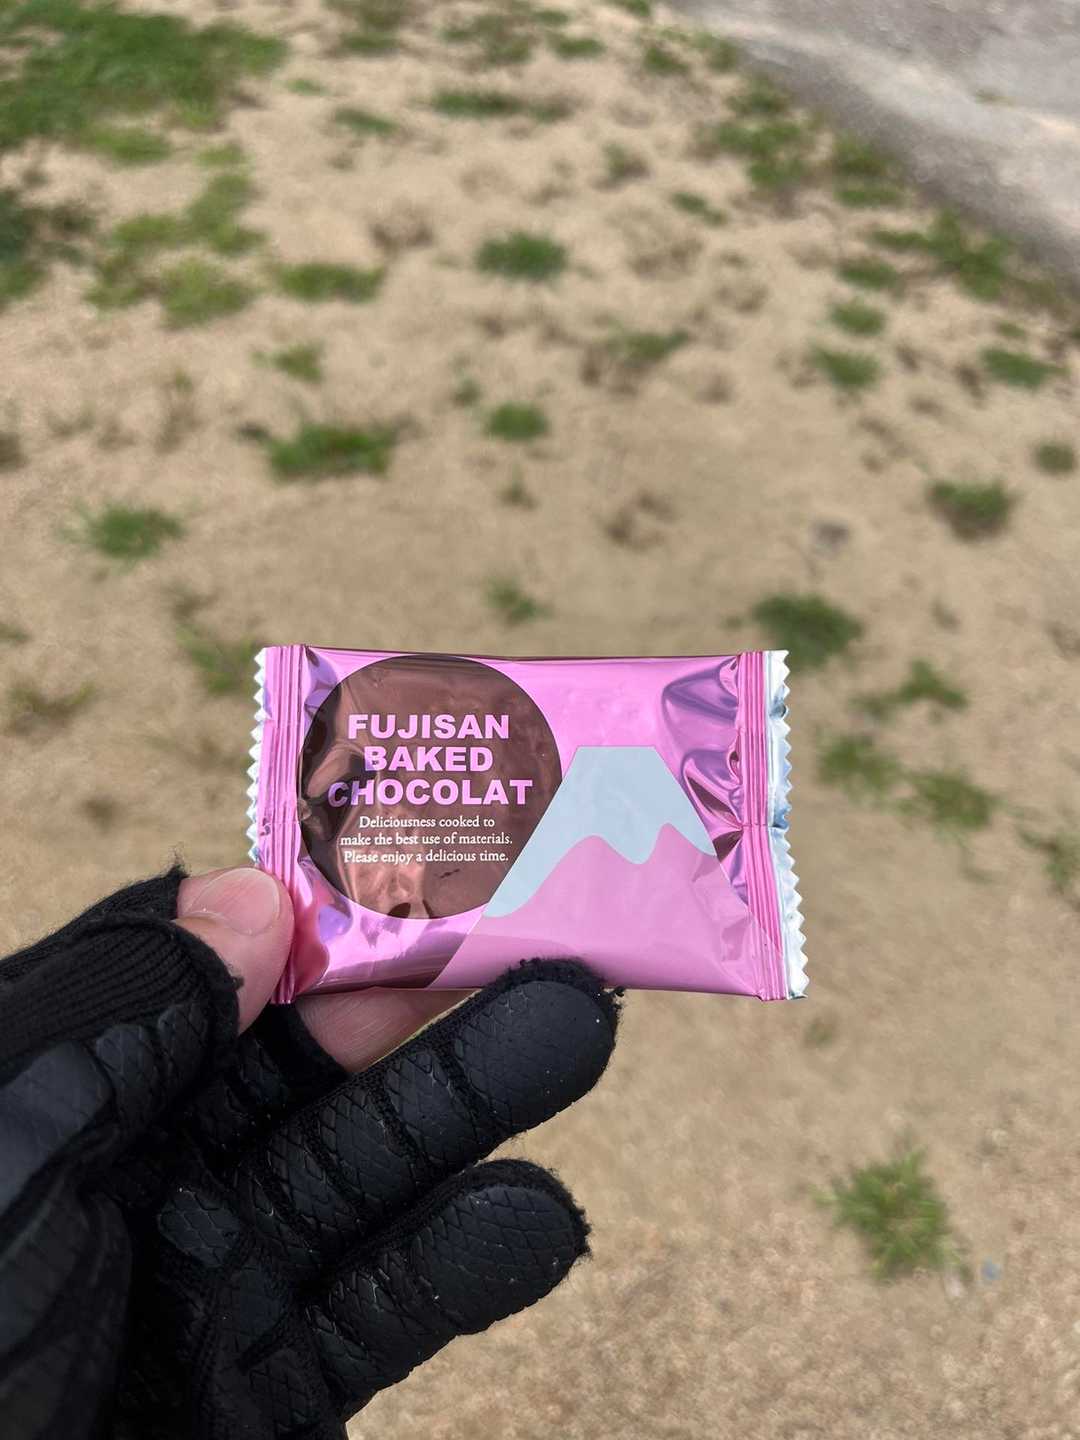 FUJISAN
BAKED
CHOCOLAT
Deliciousness cooked to
make the best use of materials.
Please enjoy a delicious time.